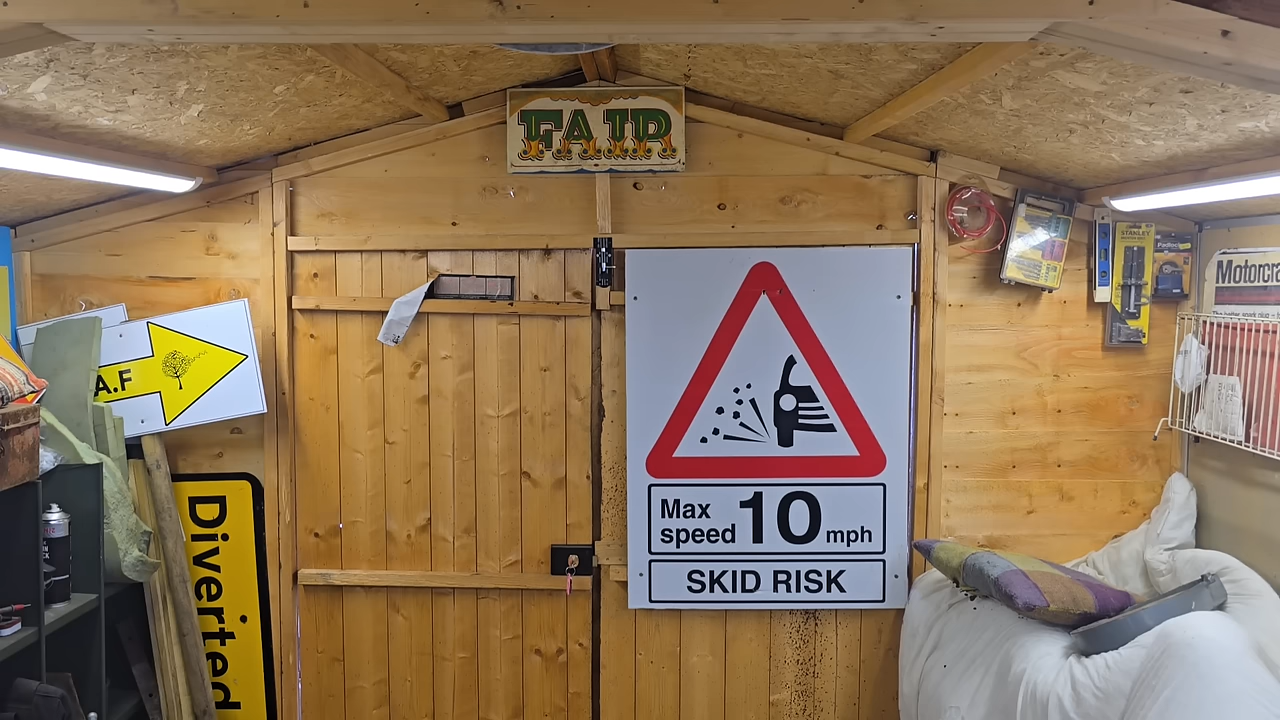 FAIR
A.F
Diverted
Max
speed 10 mph
SKID RISK
STANLEY
Motorcra